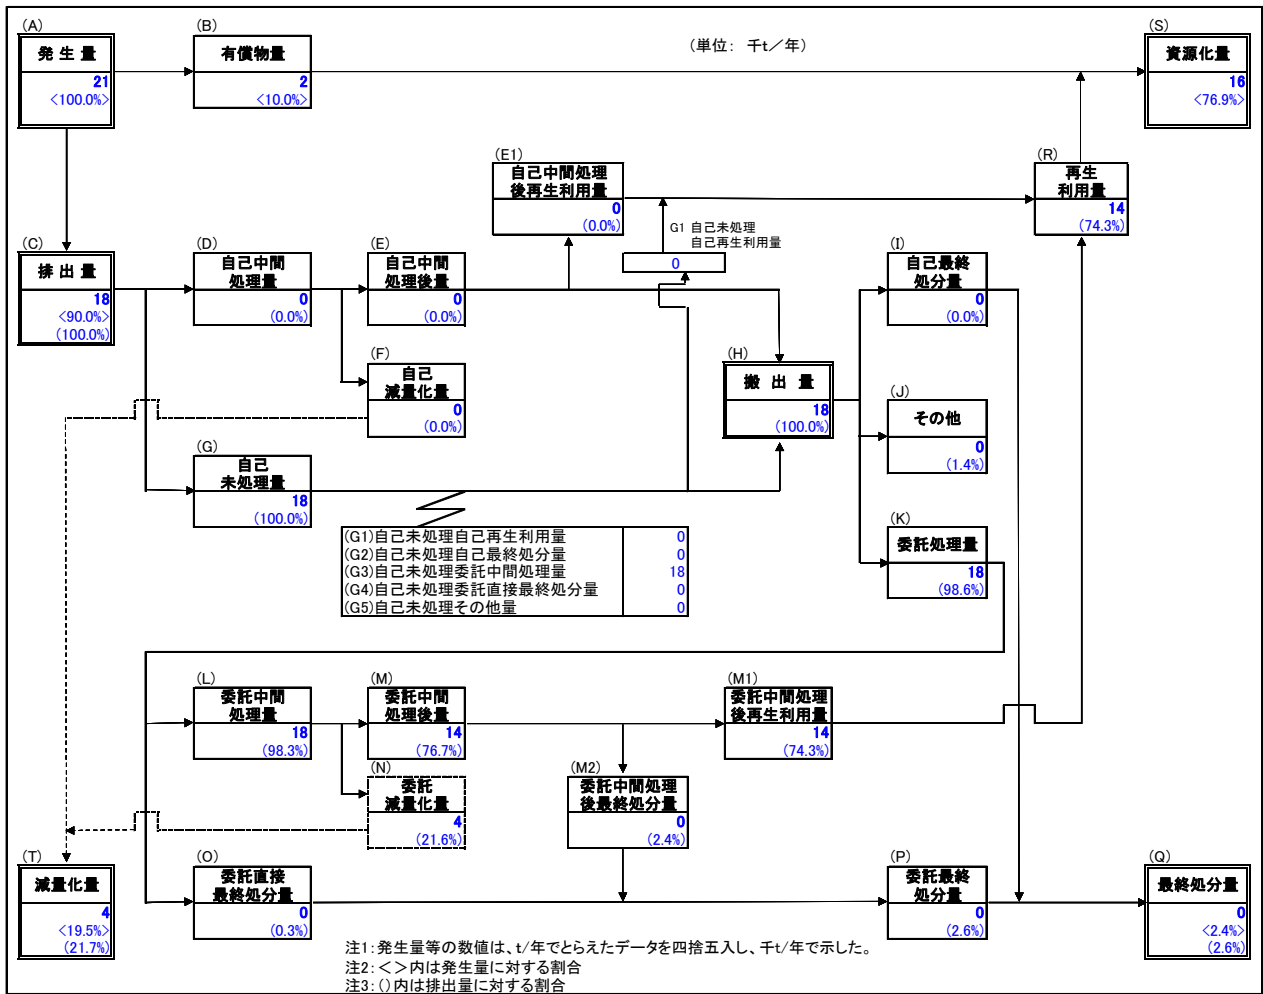 (A)
発 生 量
21
<100.0%>
(B)
有償物量
2
<10.0%>
(単位： 千t／年)
(S)
資源化量
16
<76.9%>
(E1)
自己中間処理
後再生利用量
0
(0.0%)
G1 自己未処理
自己再生利用量
0
(R)
再生
利用量
14
(74.3%)
(C)
排 出 量
18
<90.0%>
(100.0%)
(D)
自己中間
処理量
0
(0.0%)
(E)
自己中間
処理後量
0
(0.0%)
(F)
自己
減量化量
0
(0.0%)
(G)
自己
未処理量
18
(100.0%)
(H)
搬 出 量
18
(100.0%)
(I)
自己最終
処分量
0
(0.0%)
(J)
その他
0
(1.4%)
(K)
委託処理量
18
(98.6%)
(G1)自己未処理自己再生利用量 0
(G2)自己未処理自己最終処分量 0
(G3)自己未処理委託中間処理量 18
(G4)自己未処理委託直接最終処分量 0
(G5)自己未処理その他量 0
(L)
委託中間
処理量
18
(98.3%)
(M)
委託中間
処理後量
14
(76.7%)
(M1)
委託中間処理
後再生利用量
14
(74.3%)
(N)
委託
減量化量
4
(21.6%)
(M2)
委託中間処理
後最終処分量
0
(2.4%)
(T)
減量化量
4
<19.5%>
(21.7%)
(O)
委託直接
最終処分量
0
(0.3%)
(P)
委託最終
処分量
0
(2.6%)
(Q)
最終処分量
0
<2.4%>
(2.6%)
注1：発生量等の数値は、t/年でとらえたデータを四捨五入し、千t/年で示した。
注2：＜＞内は発生量に対する割合
注3：()内は排出量に対する割合